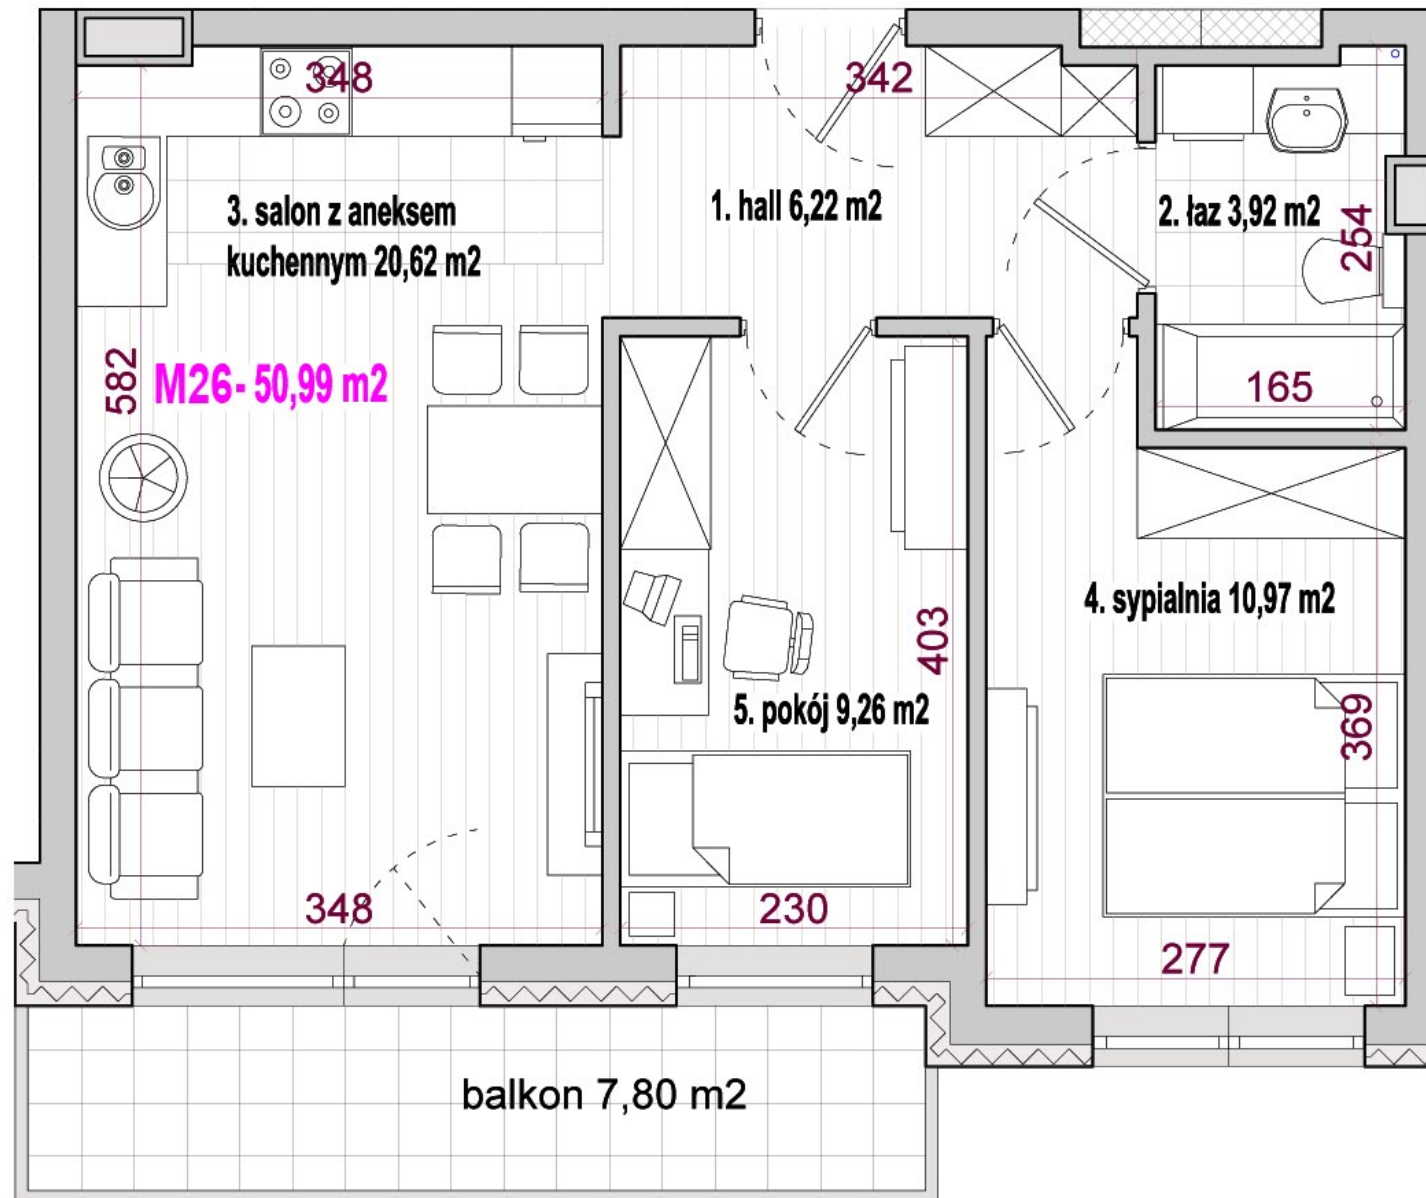 348
342
3. salon z aneksem
kuchennym 20,62 m2
1. hall 6,22 m2
2. łaz 3,92 m2
254
582
M26- 50,99 m2
165
4. sypialnia 10,97 m2
403
5. pokój 9,26 m2
369
348
230
277
balkon 7,80 m2